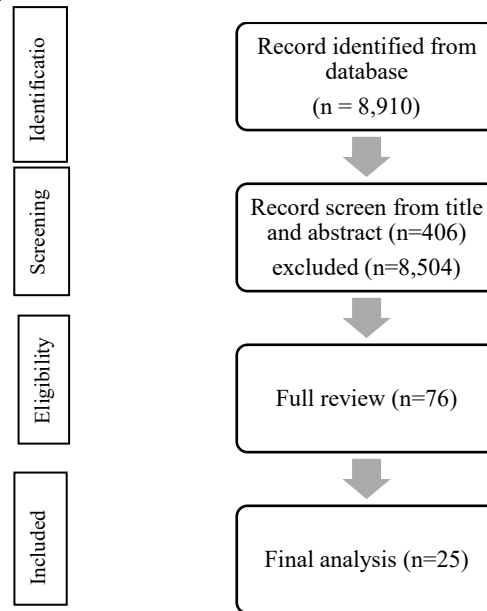 Identificatio
Record identified from
database
(n = 8,910)
Screening
Record screen from title
and abstract (n=406)
excluded (n=8,504)
Eligibility
Full review (n=76)
Included
Final analysis (n=25)